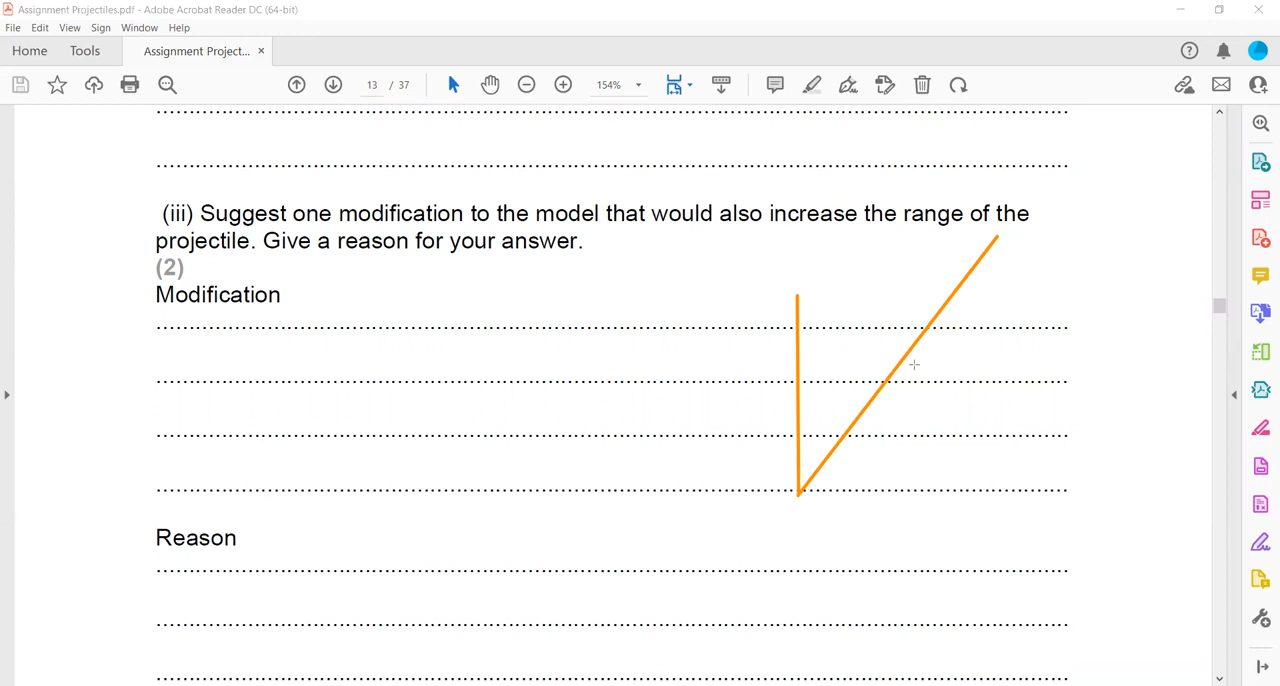 Assignment Projectiles.pdf - Adobe Acrobat Reader DC (64-bit)
File Edit View Sign Window Help
Home Tools Assignment Project... ×
13 / 37 154%
(iii) Suggest one modification to the model that would also increase the range of the
projectile. Give a reason for your answer.
(2)
Modification
Reason